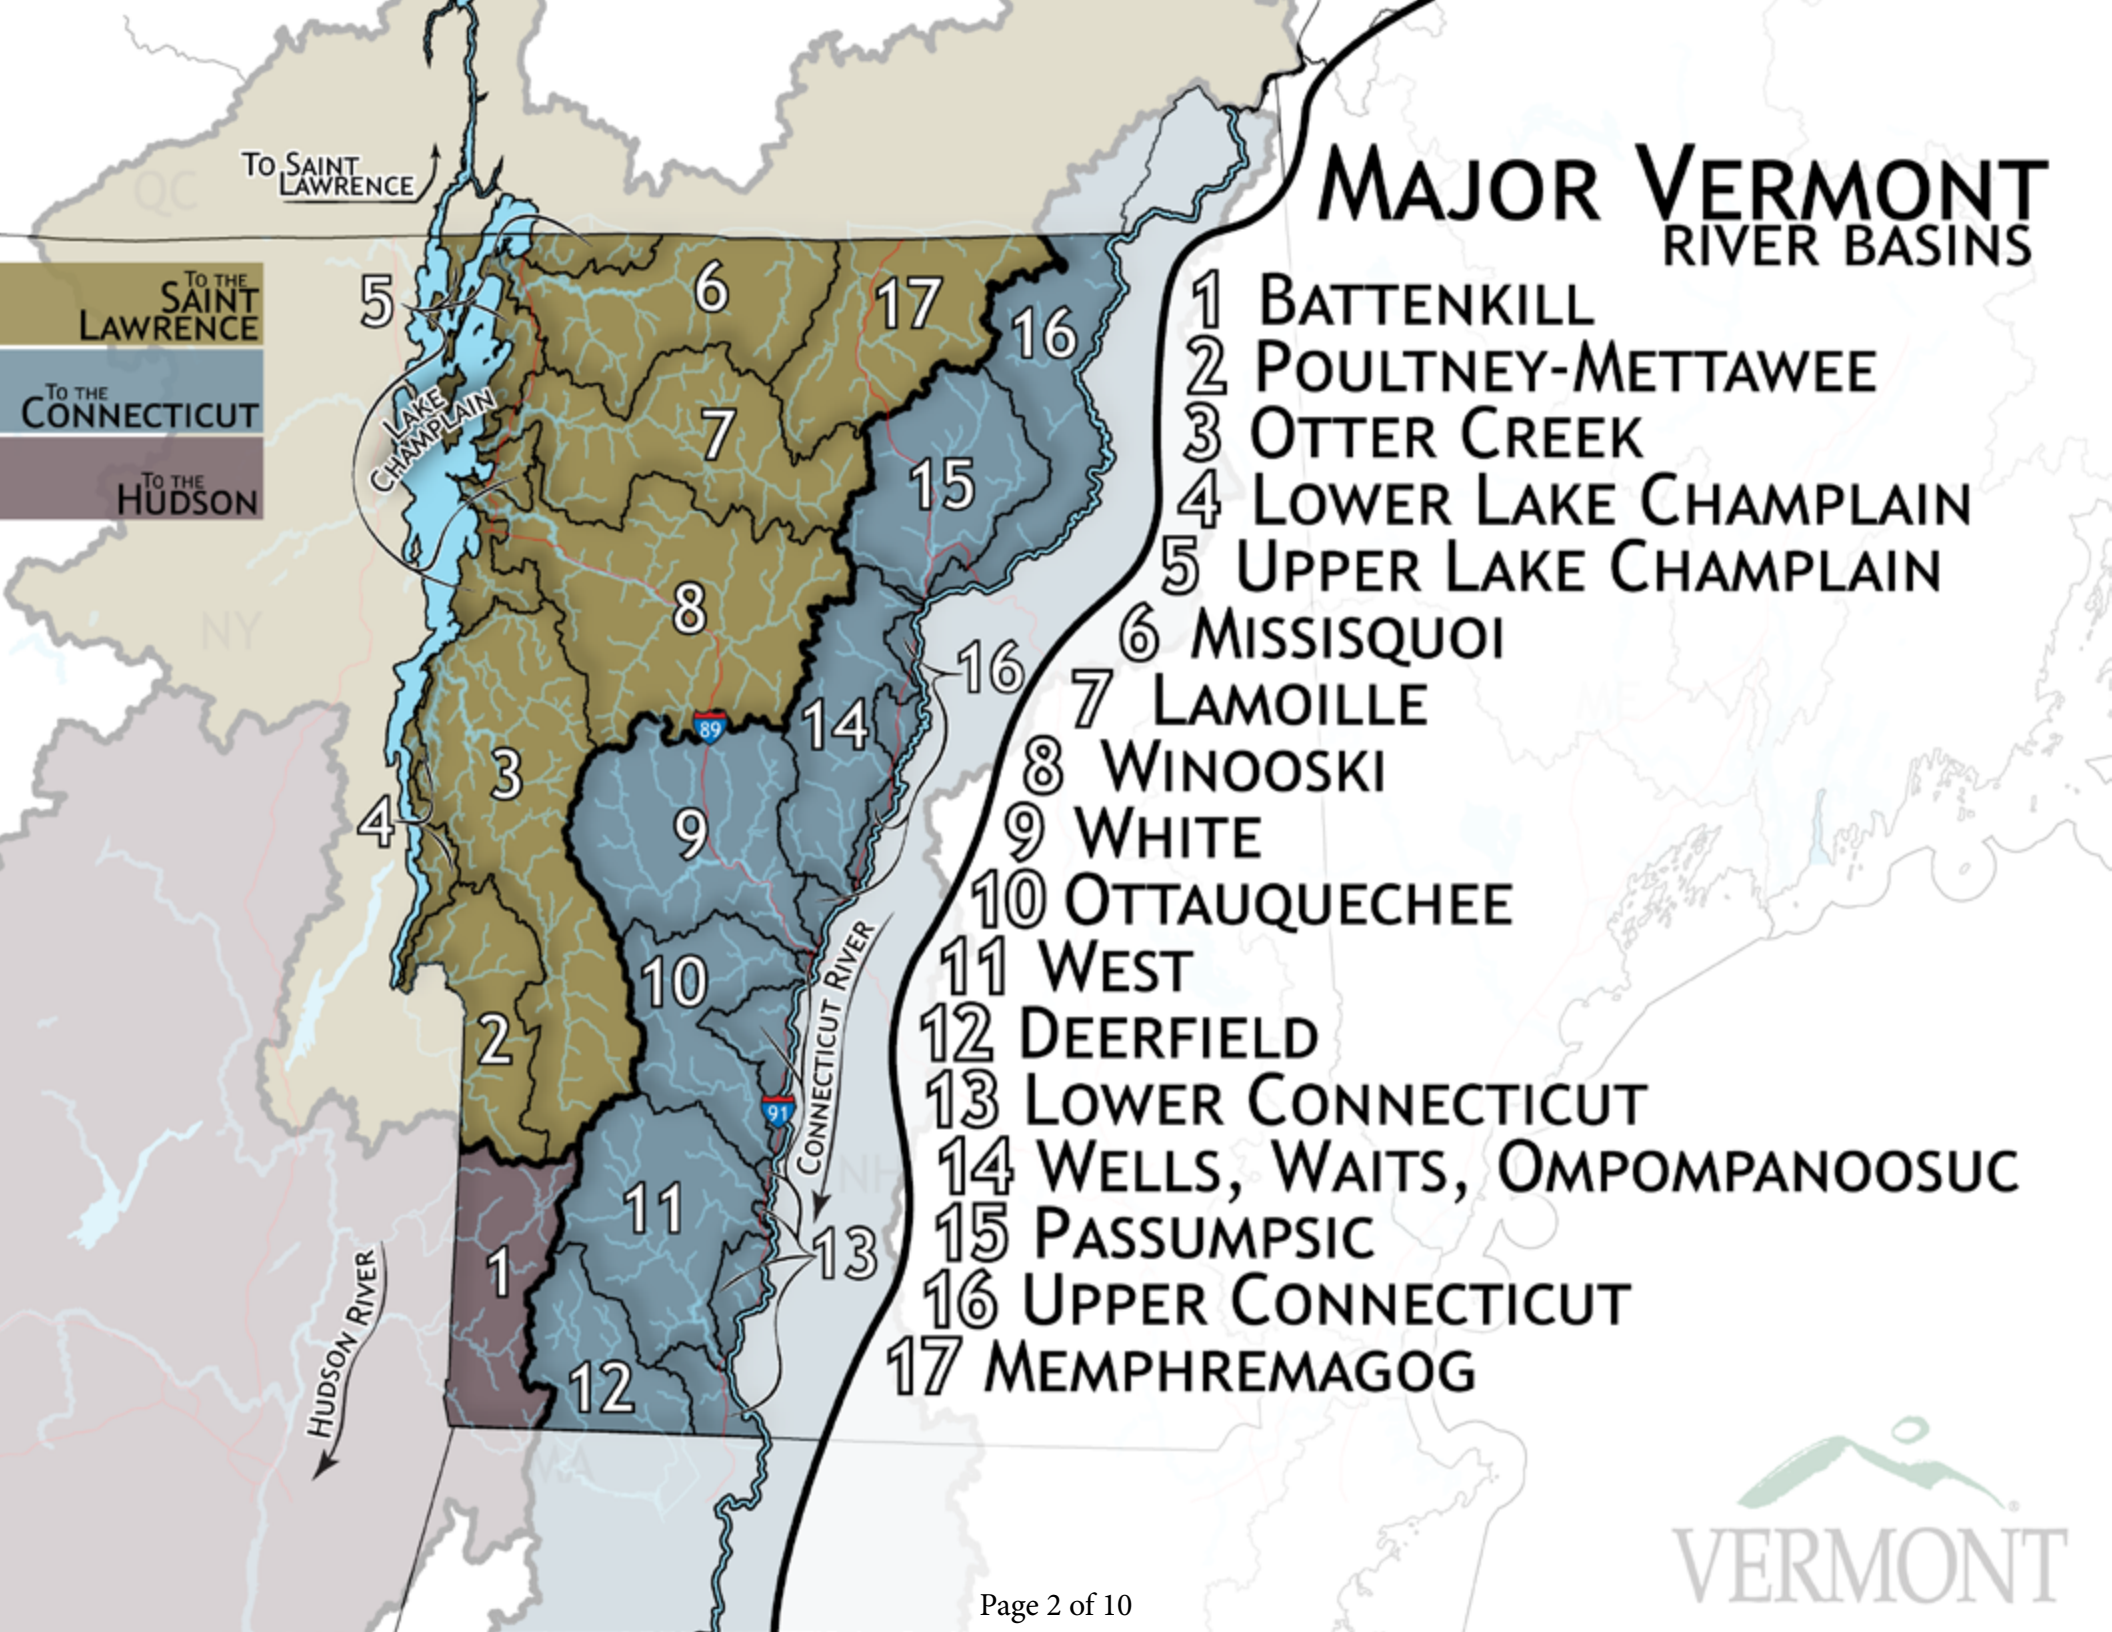 MAJOR VERMONT
RIVER BASINS
1 BATTENKILL
2 POULTNEY-METTAWEE
3 OTTER CREEK
4 LOWER LAKE CHAMPLAIN
5 UPPER LAKE CHAMPLAIN
6 MISSISQUOI
7 LAMOILLE
8 WINOOSKI
9 WHITE
10 OTTAUQUECHEE
11 WEST
12 DEERFIELD
13 LOWER CONNECTICUT
14 WELLS, WAITS, OMPOMPANOOSUC
15 PASSUMPSIC
16 UPPER CONNECTICUT
17 MEMPHREMAGOG
TO SAINT
LAWRENCE
QC
TO THE
SAINT
LAWRENCE
TO THE
CONNECTICUT
TO THE
HUDSON
5
6
17
16
LAKE
CHAMPLAIN
7
15
NY
8
16
ME
89
14
3
4
9
10
2
CONNECTICUT RIVER
91
NH
11
13
1
12
HUDSON RIVER
MA
VERMONT
®
Page 2 of 10